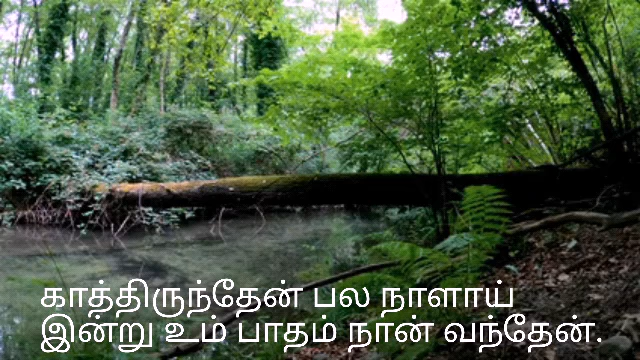 காத்திருந்தேன் பல நாளாய்
இன்று உம் பாதம் நான் வந்தேன்.